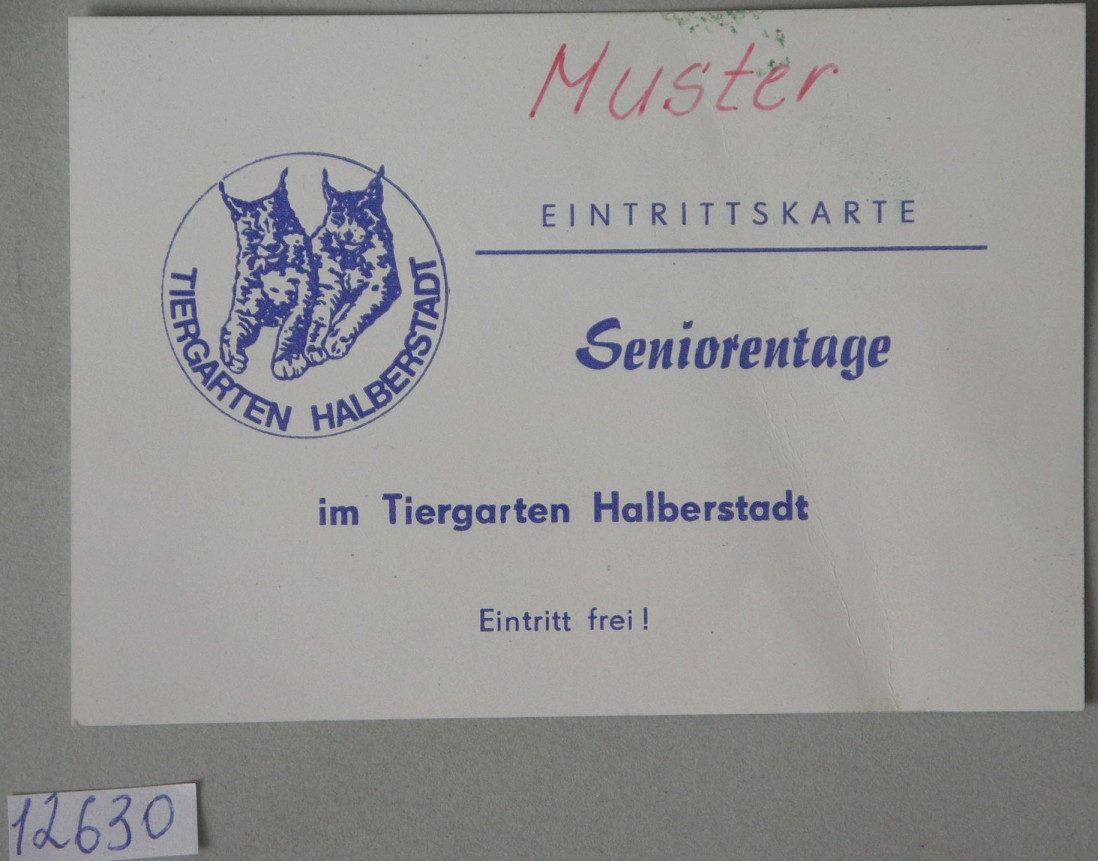 Muster
EINTRITTSKARTE
TIERGARTEN HALBERSTADT
Seniorentage
im Tiergarten Halberstadt
Eintritt frei!
12630